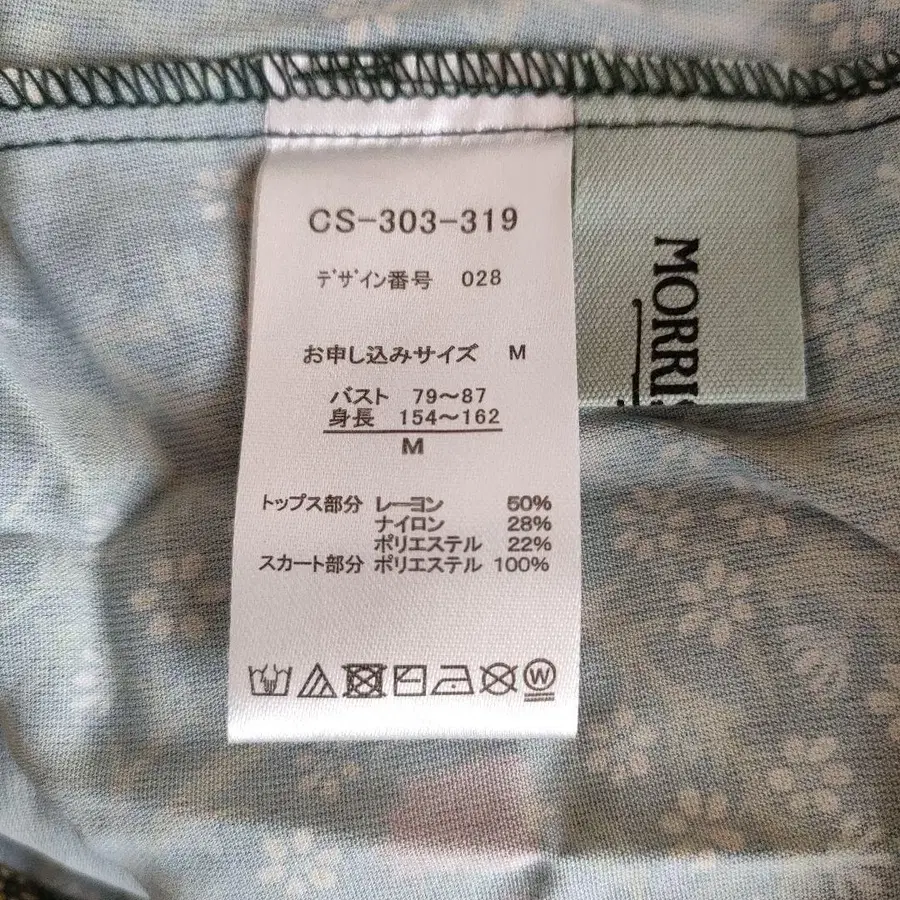 CS-303-319
デザイン番号 028
お申し込みサイズ M
バスト 79～87
身長 154～162
M
トップス部分 レーヨン 50%
ナイロン 28%
ポリエステル 22%
スカート部分 ポリエステル 100%
W
MORRIS